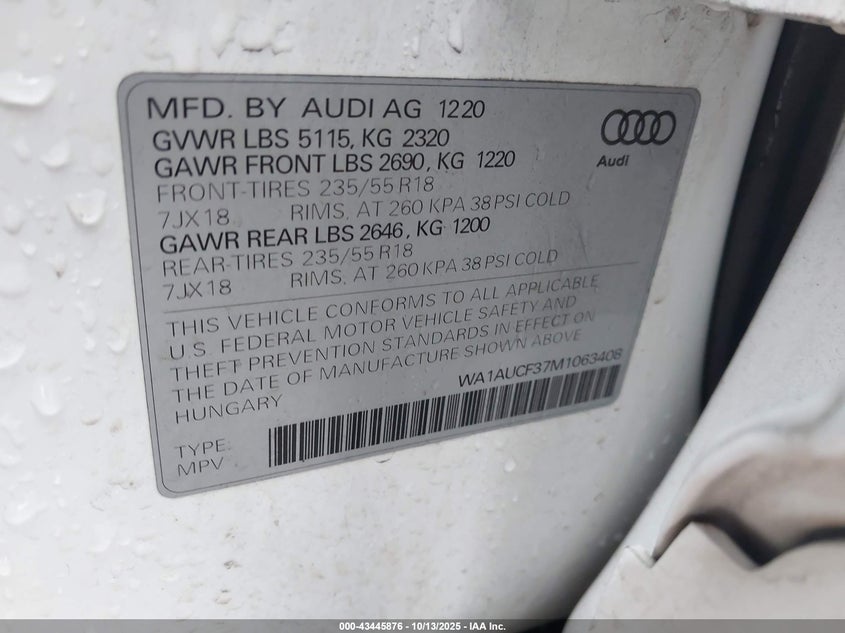 MFD. BY AUDI AG 1220
GVWR LBS 5115, KG 2320
GAWR FRONT LBS 2690, KG 1220
FRONT-TIRES 235/55 R18
7JX18 RIMS, AT 260 KPA 38 PSI COLD
GAWR REAR LBS 2646, KG 1200
REAR-TIRES 235/55 R18
7JX18 RIMS, AT 260 KPA 38 PSI COLD
Audi
THIS VEHICLE CONFORMS TO ALL APPLICABLE
U.S. FEDERAL MOTOR VEHICLE SAFETY AND
THEFT PREVENTION STANDARDS IN EFFECT ON
THE DATE OF MANUFACTURE SHOWN ABOVE
HUNGARY
WA1AUCF37M1063408
TYPE:
MPV
000-43445876 - 10/13/2025 - IAA Inc.